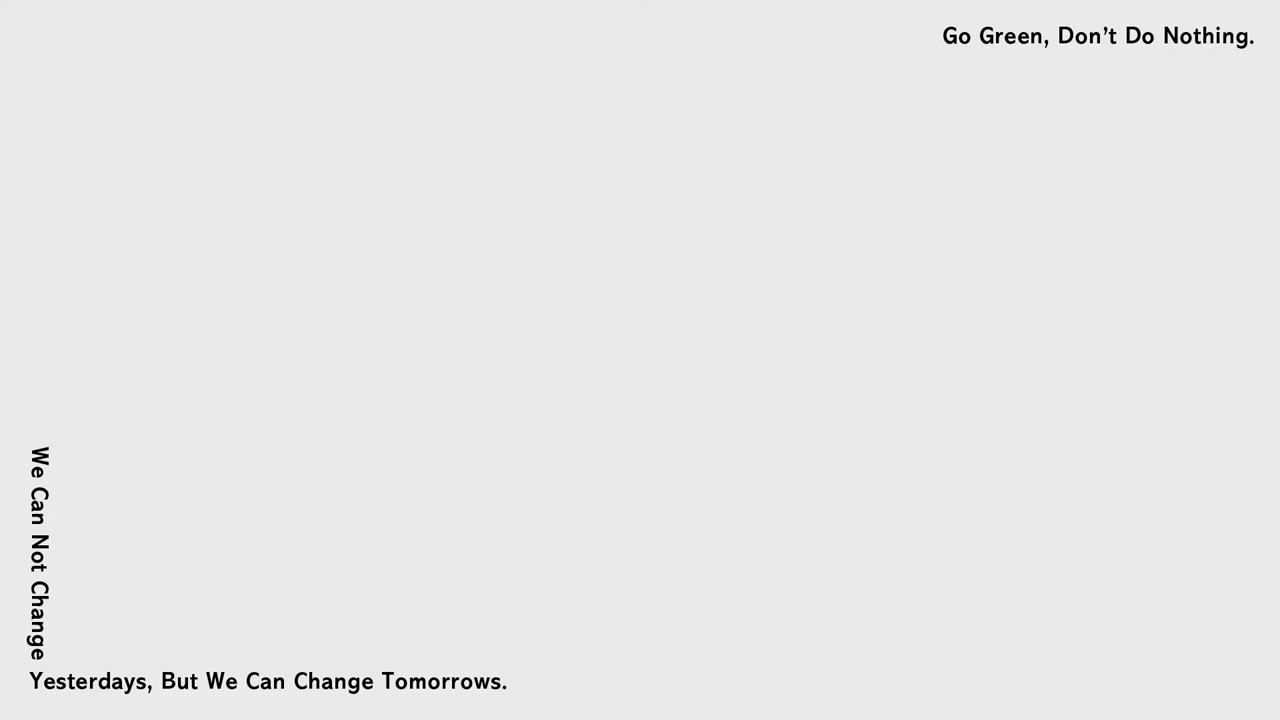 Go Green, Don’t Do Nothing.
We Can Not Change
Yesterdays, But We Can Change Tomorrows.